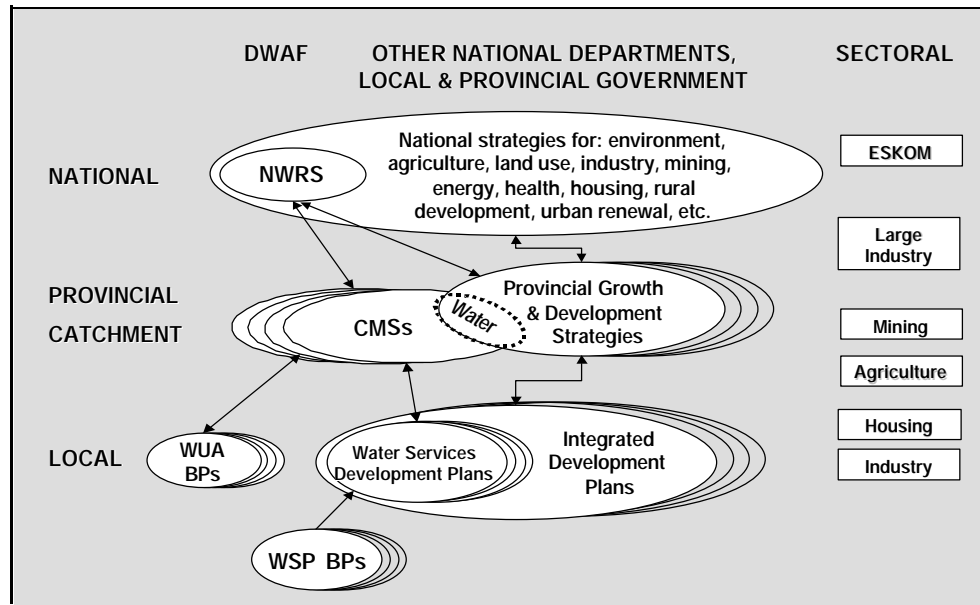 DWAF
OTHER NATIONAL DEPARTMENTS,
LOCAL & PROVINCIAL GOVERNMENT
SECTORAL
NATIONAL
NWRS
National strategies for: environment,
agriculture, land use, industry, mining,
energy, health, housing, rural
development, urban renewal, etc.
ESKOM
Large
Industry
PROVINCIAL
CATCHMENT
CMSs
Water
Provincial Growth
& Development
Strategies
Mining
Agriculture
LOCAL
WUA
BPs
Water Services
Development Plans
Integrated
Development
Plans
Housing
Industry
WSP BPs